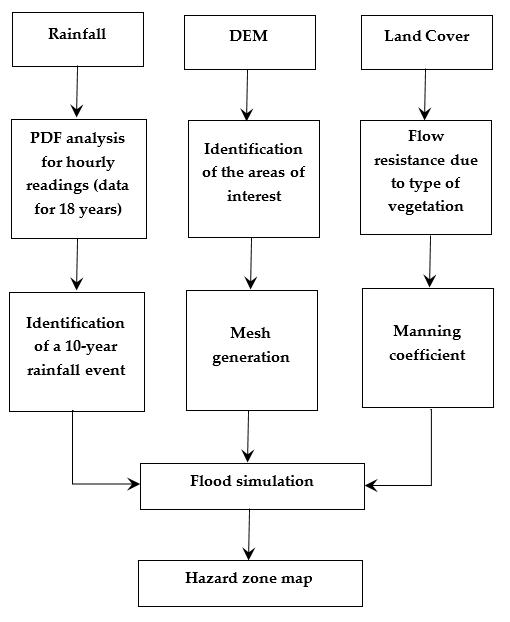 Rainfall
DEM
Land Cover
PDF analysis
for hourly
readings (data
for 18 years)
Identification
of the areas of
interest
Flow
resistance due
to type of
vegetation
Identification
of a 10-year
rainfall event
Mesh
generation
Manning
coefficient
Flood simulation
Hazard zone map